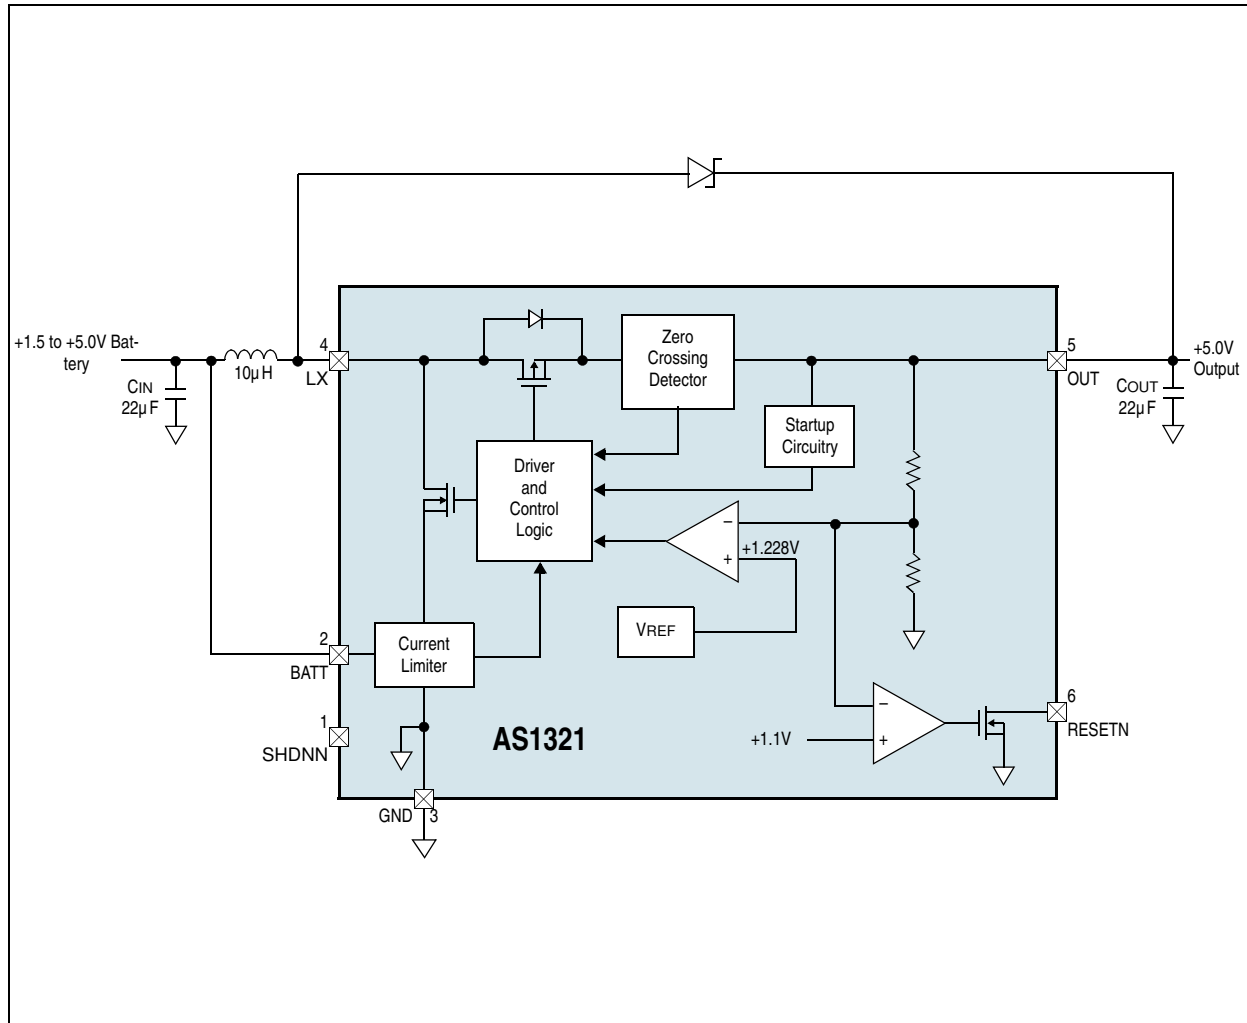 +1.5 to +5.0V Bat-
tery
CIN
22µF
10µH
4
LX
Zero
Crossing
Detector
5
OUT
+5.0V
Output
COUT
22µF
Startup
Circuitry
Driver
and
Control
Logic
−
+
+1.228V
VREF
2
BATT
Current
Limiter
1
SHDNN
AS1321
+1.1V
−
+
6
RESETN
GND
3